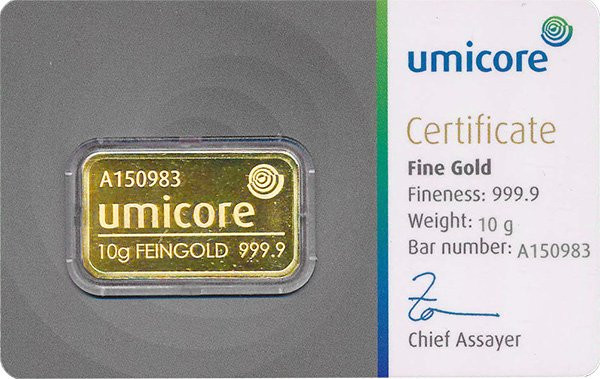 A150983
umicore
10g FEINGOLD 999.9
umicore
Certificate
Fine Gold
Fineness: 999.9
Weight: 10 g
Bar number: A150983
Chief Assayer